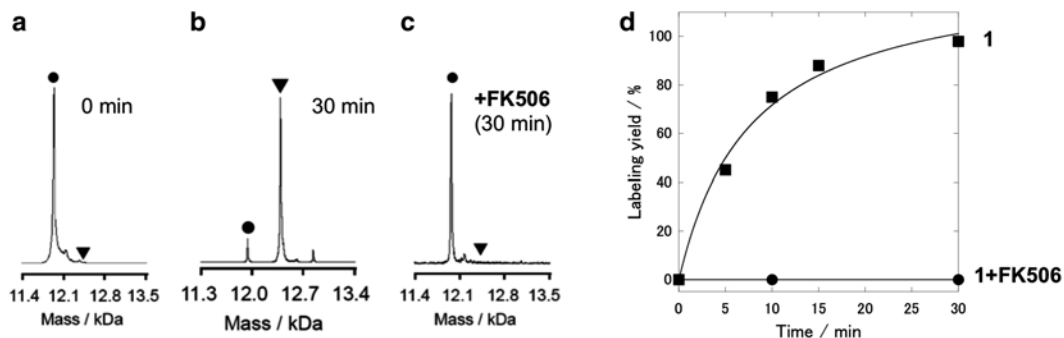 a
0 min
11.4 12.1 12.8 13.5
Mass / kDa
b
30 min
11.3 12.0 12.7 13.4
Mass / kDa
c
+FK506
(30 min)
11.4 12.1 12.8 13.5
Mass / kDa
d
Labeling yield / %
100
80
60
40
20
0
0 5 10 15 20 25 30
Time / min
1
1+FK506